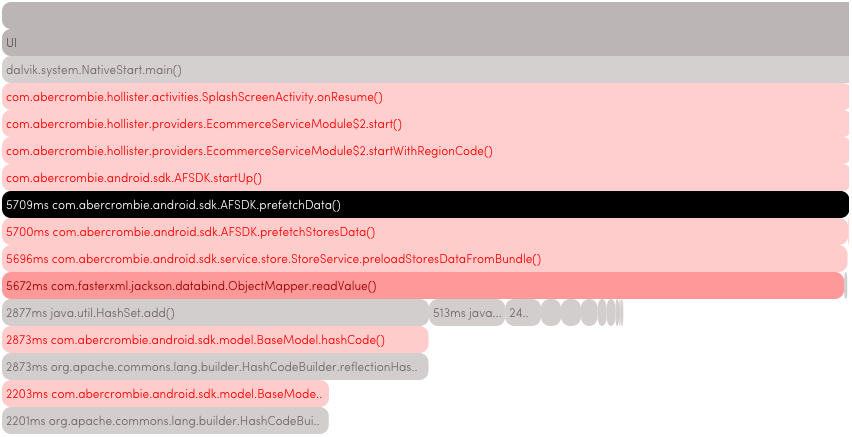 UI
dalvik.system.NativeStart.main()
com.abercrombie.hollister.activities.SplashScreenActivity.onResume()
com.abercrombie.hollister.providers.EcommerceServiceModule$2.start()
com.abercrombie.hollister.providers.EcommerceServiceModule$2.startWithRegionCode()
com.abercrombie.android.sdk.AFSDK.startUp()
5709ms com.abercrombie.android.sdk.AFSDK.prefetchData()
5700ms com.abercrombie.android.sdk.AFSDK.prefetchStoresData()
5696ms com.abercrombie.android.sdk.service.store.StoreService.preloadStoresDataFromBundle()
5672ms com.fasterxml.jackson.databind.ObjectMapper.readValue()
2877ms java.util.HashSet.add() 513ms java... 24..
2873ms com.abercrombie.android.sdk.model.BaseModel.hashCode()
2873ms org.apache.commons.lang.builder.HashCodeBuilder.reflectionHas..
2203ms com.abercrombie.android.sdk.model.BaseMode..
2201ms org.apache.commons.lang.builder.HashCodeBui..